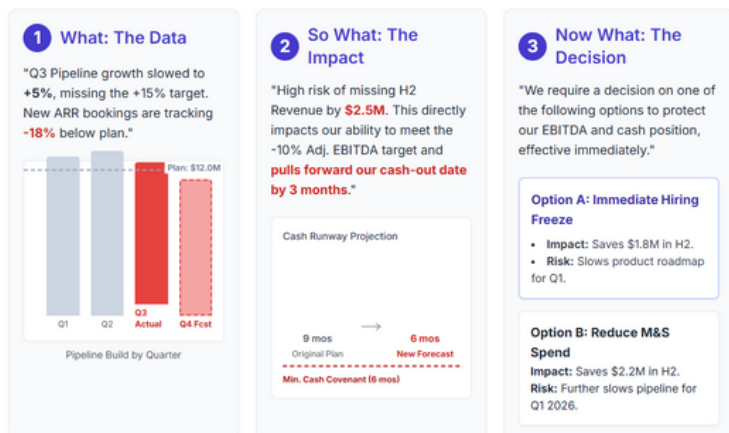 1 What: The Data
"Q3 Pipeline growth slowed to
+5%, missing the +15% target.
New ARR bookings are tracking
-18% below plan."
Plan: $12.0M
Q1
Q2
Q3
Actual
Q4 Fcst
Pipeline Build by Quarter
2 So What: The
Impact
"High risk of missing H2
Revenue by $2.5M. This directly
impacts our ability to meet the
-10% Adj. EBITDA target and
pulls forward our cash-out date
by 3 months."
Cash Runway Projection
9 mos
Original Plan
→
6 mos
New Forecast
Min. Cash Covenant (6 mos)
3 Now What: The
Decision
"We require a decision on one of
the following options to protect
our EBITDA and cash position,
effective immediately."
Option A: Immediate Hiring
Freeze
• Impact: Saves $1.8M in H2.
• Risk: Slows product roadmap
for Q1.
Option B: Reduce M&S
Spend
Impact: Saves $2.2M in H2.
Risk: Further slows pipeline for
Q1 2026.